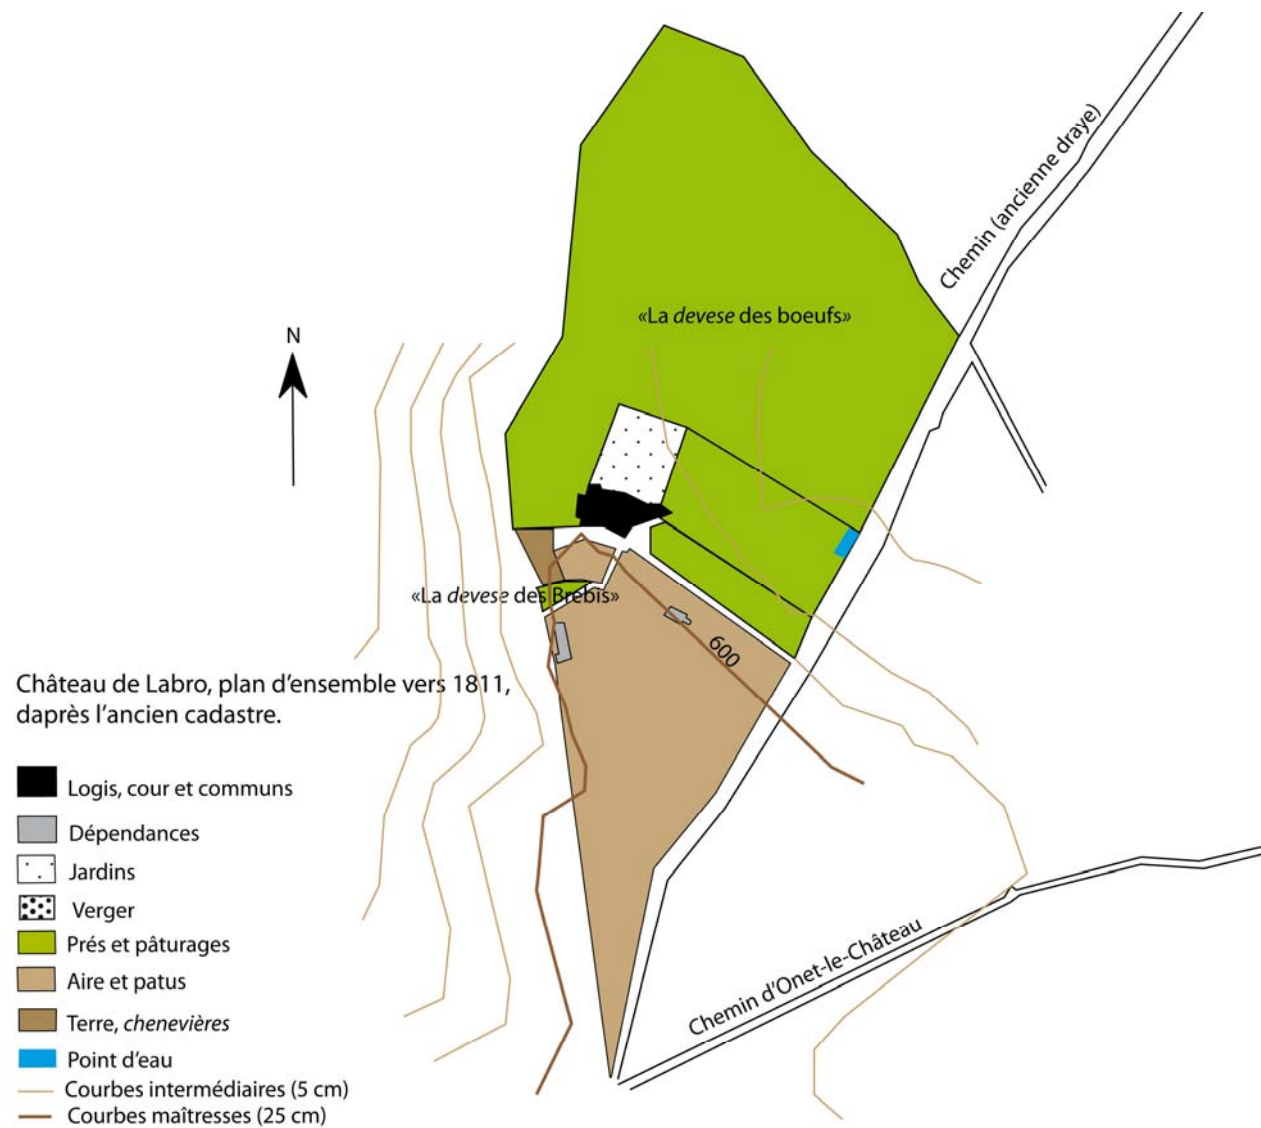 Chemin (ancienne draye)
«La devese des boeufs»
N
«La devese des Brebis»
600
Château de Labro, plan d'ensemble vers 1811,
daprès l'ancien cadastre.
Logis, cour et communs
Dépendances
Jardins
Verger
Prés et pâturages
Aire et patus
Terre, chenevières
Point d'eau
Courbes intermédiaires (5 cm)
Courbes maîtresses (25 cm)
Chemin d'Onet-le-Château